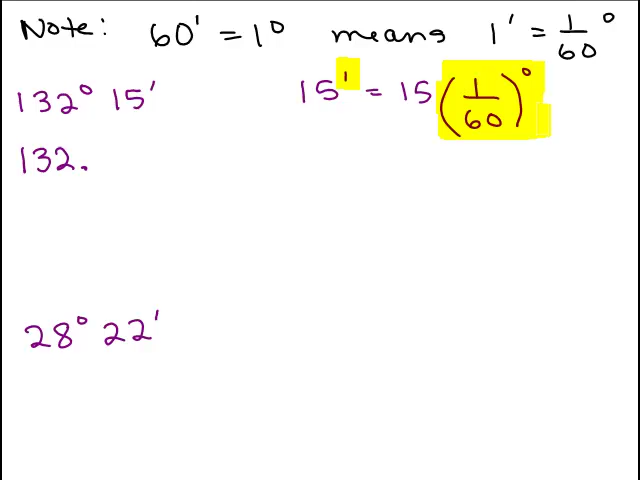 Note: 60' = 1° means 1' = 1/60°
132° 15' 15' = 15(1/60)°
132.
28° 22'